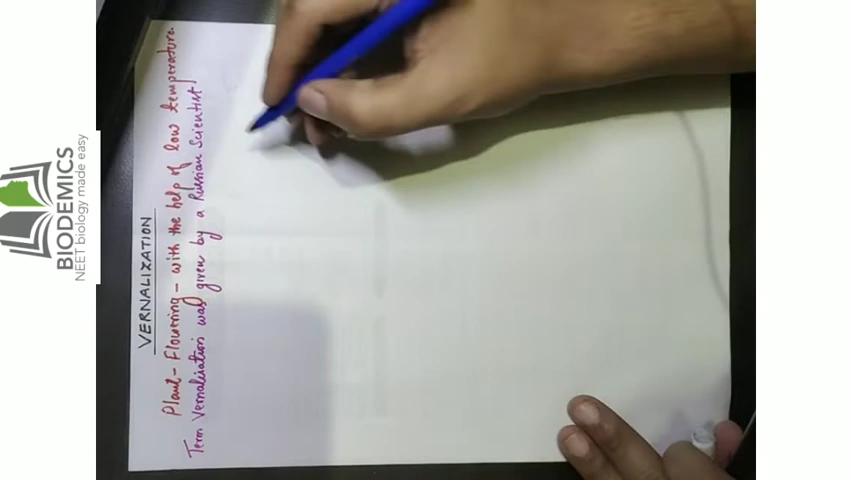 BIODEMICS
NEET biology made easy
VERNALIZATION
Plant - Flowering - with the help of low temperature.
Term Vernalisation was given by a Russian Scientist